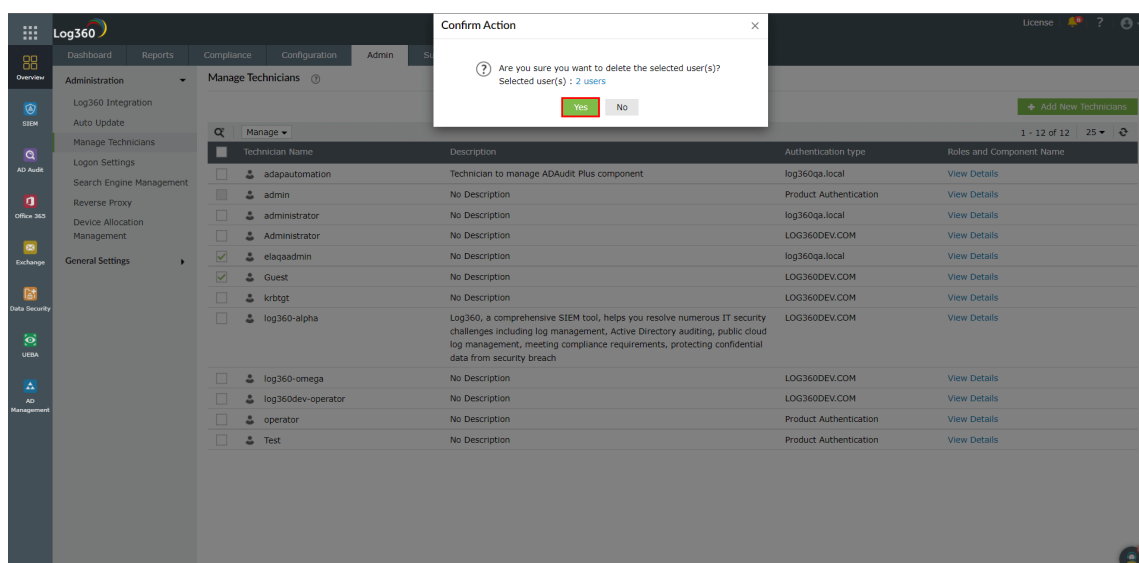 Log360
License
?
Dashboard Reports Compliance Configuration Admin
Confirm Action ×
? Are you sure you want to delete the selected user(s)?
Selected user(s) : 2 users
Yes No
Overview
SIEM
AD Audit
Office 365
Exchange
Data Security
UEBA
AD
Management
Administration
Log360 Integration
Auto Update
Manage Technicians
Logon Settings
Search Engine Management
Reverse Proxy
Device Allocation
Management
General Settings
Manage Technicians ?
+ Add New Technicians
Manage 1 - 12 of 12 25
Technician Name Description Authentication type Roles and Component Name
adapautomation Technician to manage ADAudit Plus component log360qa.local View Details
admin No Description Product Authentication View Details
administrator No Description log360qa.local View Details
Administrator No Description LOG360DEV.COM View Details
elaqaadmin No Description log360qa.local View Details
Guest No Description LOG360DEV.COM View Details
krbtgt No Description LOG360DEV.COM View Details
log360-alpha Log360, a comprehensive SIEM tool, helps you resolve numerous IT security LOG360DEV.COM View Details
challenges including log management, Active Directory auditing, public cloud
log management, meeting compliance requirements, protecting confidential
data from security breach
log360-omega No Description LOG360DEV.COM View Details
log360dev-operator No Description LOG360DEV.COM View Details
operator No Description Product Authentication View Details
Test No Description Product Authentication View Details